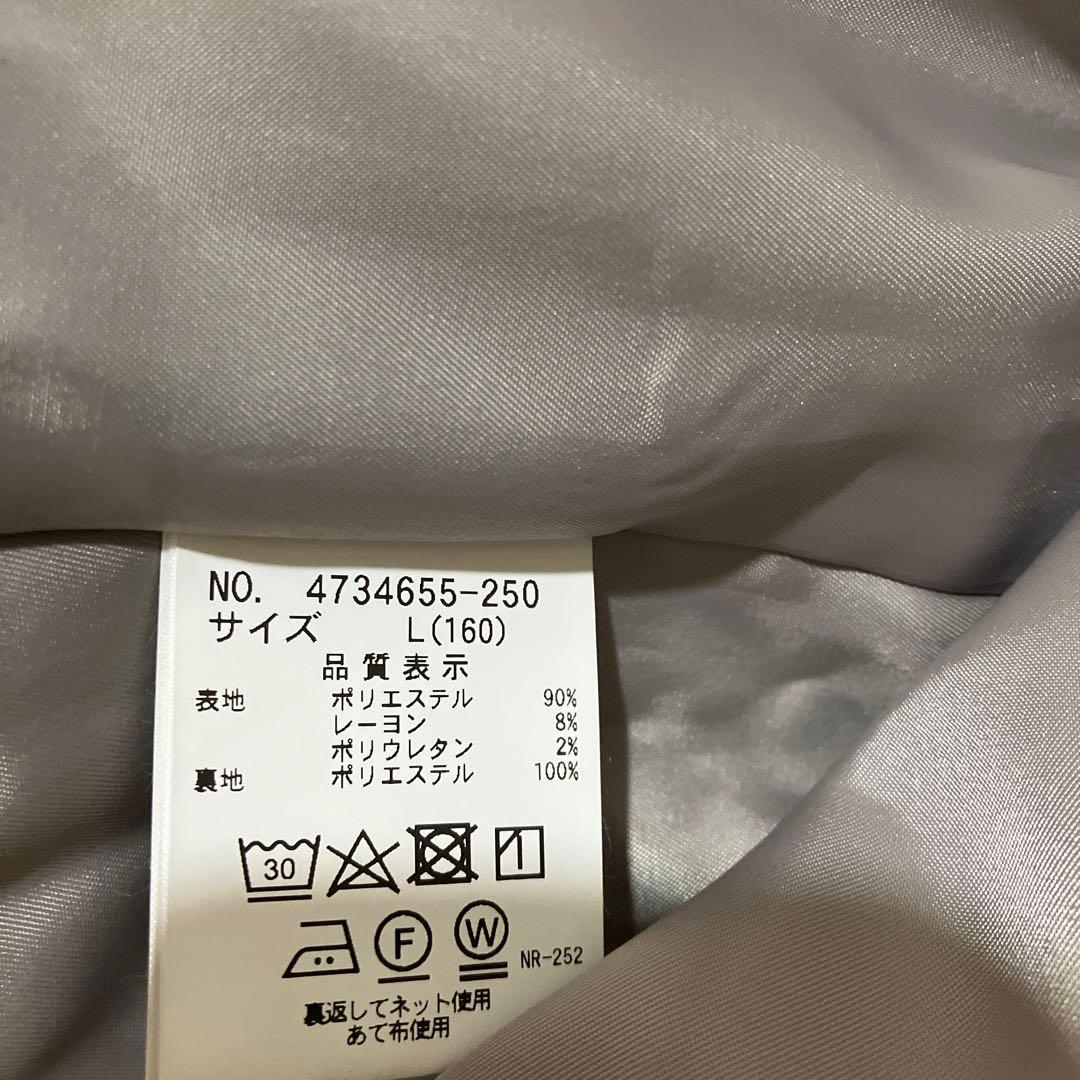 NO. 4734655-250
サイズ L(160)
品質表示
表地 ポリエステル 90%
レーヨン 8%
ポリウレタン 2%
裏地 ポリエステル 100%
30
F W NR-252
裏返してネット使用
あて布使用